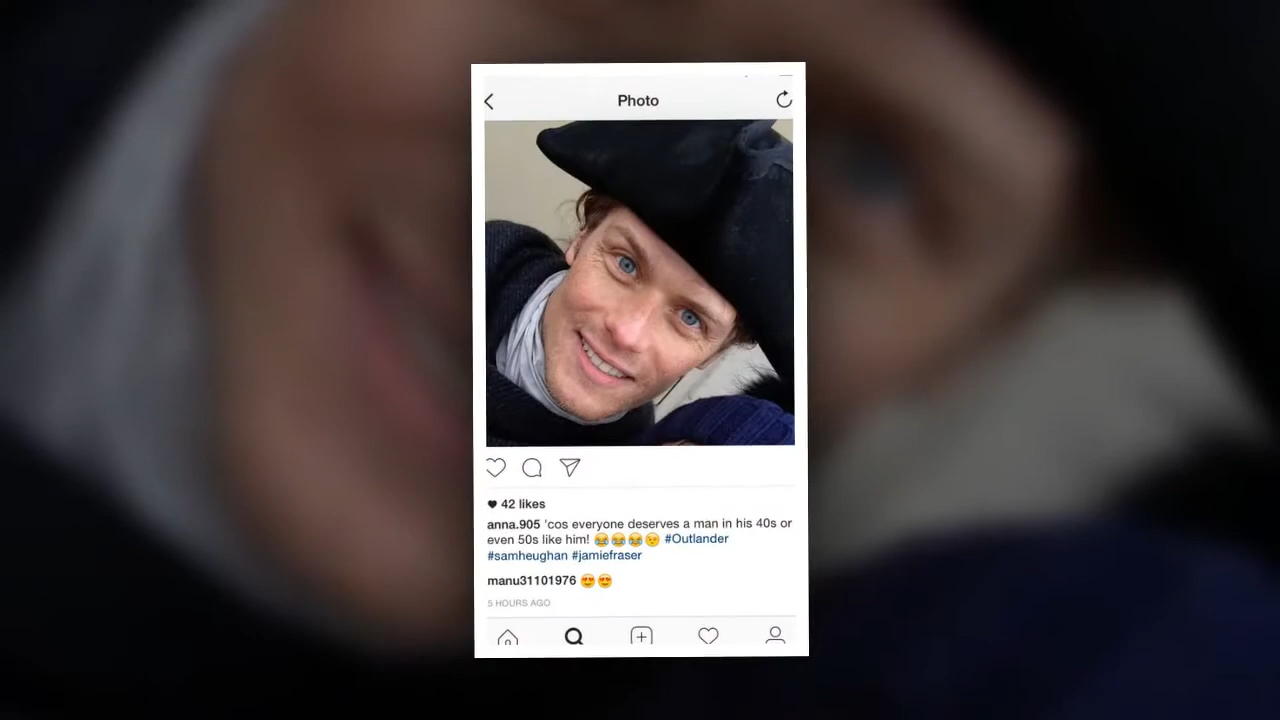 Photo
42 likes
anna.905 'cos everyone deserves a man in his 40s or
even 50s like him! 😂😂😂😉 #Outlander
#samheughan #jamiefraser
manu31101976 😍😍
5 HOURS AGO